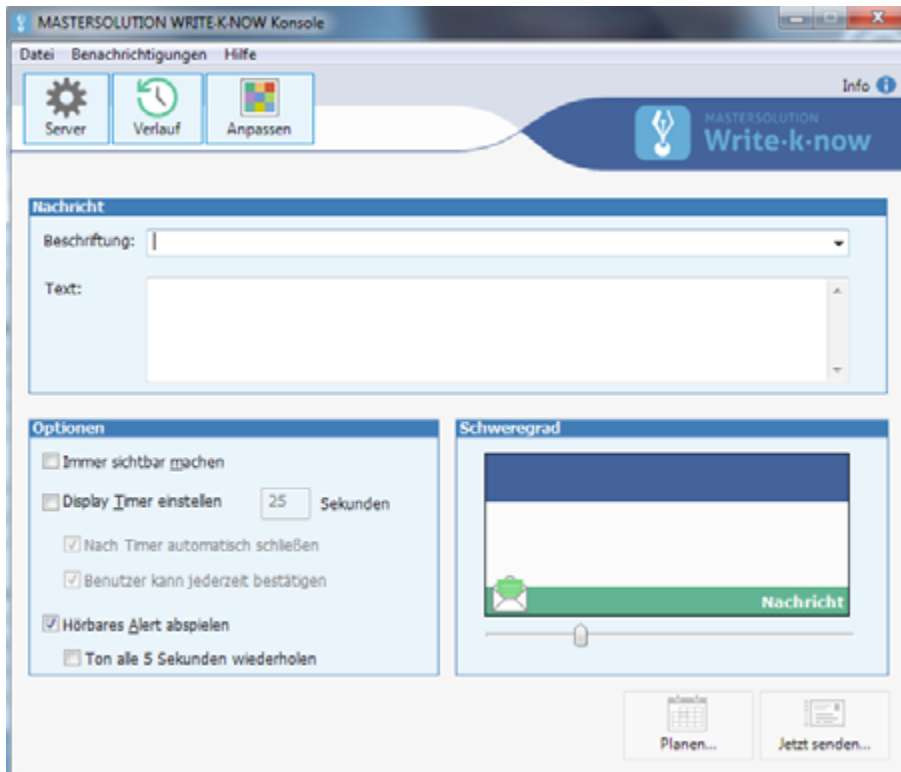 MASTERSOLUTION WRITE-K-NOW Konsole
Datei Benachrichtigungen Hilfe
Server Verlauf Anpassen
Info i
MASTERSOLUTION
Write·k·now
Nachricht
Beschriftung:
Text:
Optionen
Immer sichtbar machen
Display Timer einstellen 25 Sekunden
Nach Timer automatisch schließen
Benutzer kann jederzeit bestätigen
Hörbares Alert abspielen
Ton alle 5 Sekunden wiederholen
Schweregrad
Nachricht
Planen... Jetzt senden...